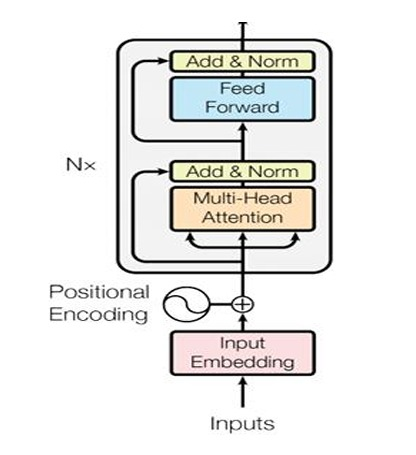 Add & Norm
Feed
Forward
Nx
Add & Norm
Multi-Head
Attention
Positional
Encoding
Input
Embedding
Inputs